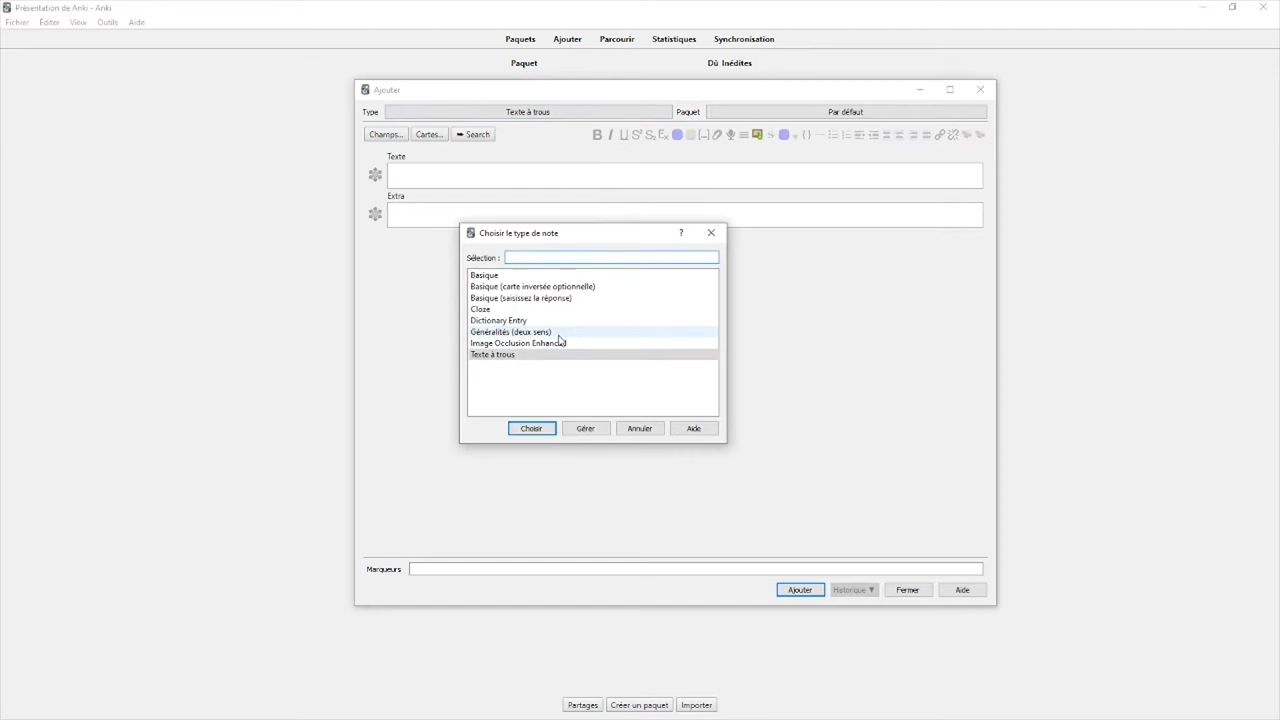 Présentation de Anki - Anki
Fichier Éditer View Outils Aide
Paquets Ajouter Parcourir Statistiques Synchronisation
Paquet Dû Inédites
Ajouter
Type Texte à trous Paquet Par défaut
Champs... Cartes... Search
Texte
Extra
Choisir le type de note ?
Sélection :
Basique
Basique (carte inversée optionnelle)
Basique (saisissez la réponse)
Cloze
Dictionary Entry
Généralités (deux sens)
Image Occlusion Enhanced
Texte à trous
Choisir Gérer Annuler Aide
Marqueurs
Ajouter Historique ▼ Fermer Aide
Partages Créer un paquet Importer